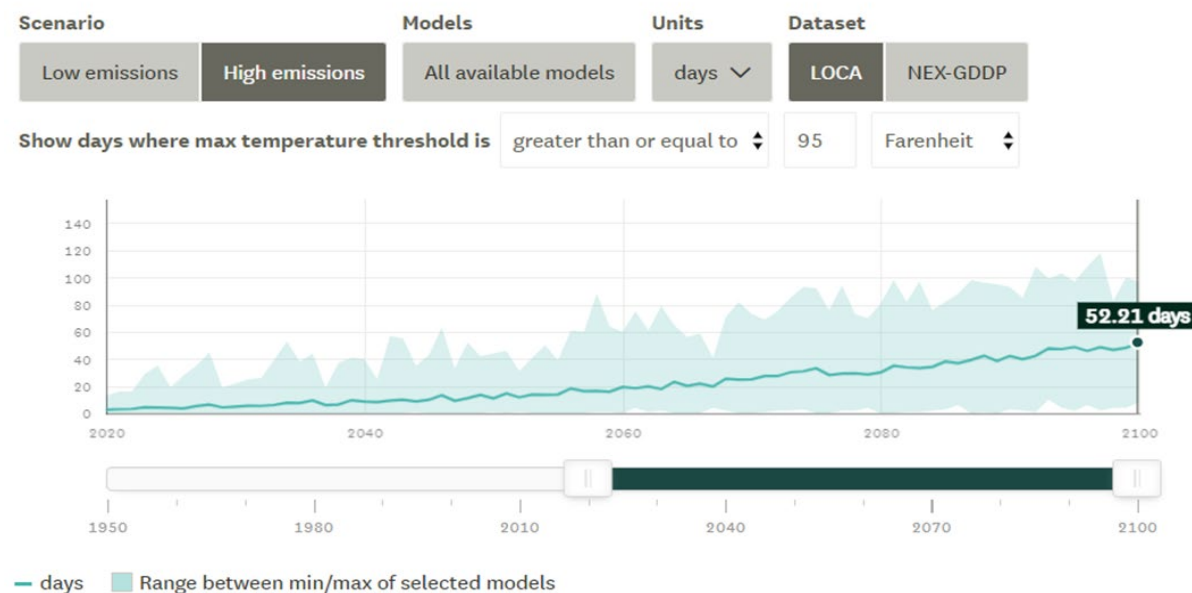 Scenario Models Units Dataset
Low emissions High emissions All available models days LOCA NEX-GDDP
Show days where max temperature threshold is greater than or equal to 95 Farenheit
140
120
100
80
60
40
20
0
52.21 days
2020 2040 2060 2080 2100
1950 1980 2010 2040 2070 2100
days Range between min/max of selected models